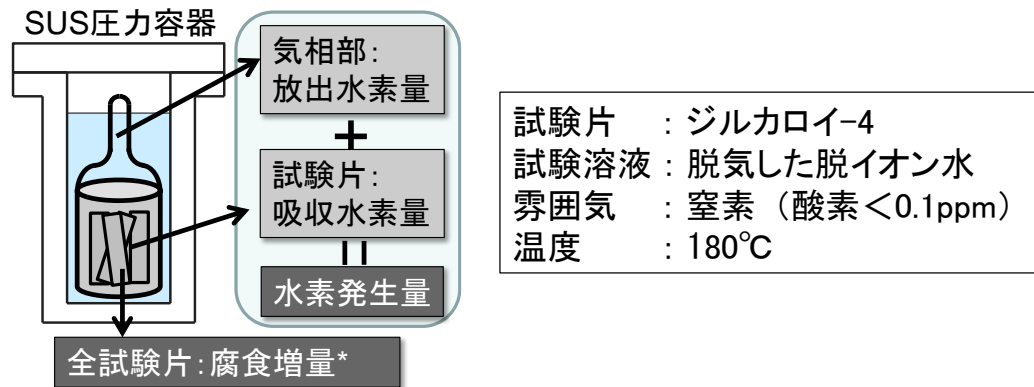 SUS圧力容器
気相部：
放出水素量
＋
試験片：
吸収水素量
＝
水素発生量
全試験片：腐食増量*
試験片　：ジルカロイ-4
試験溶液：脱気した脱イオン水
雰囲気　：窒素（酸素＜0.1ppm）
温度　　：180℃